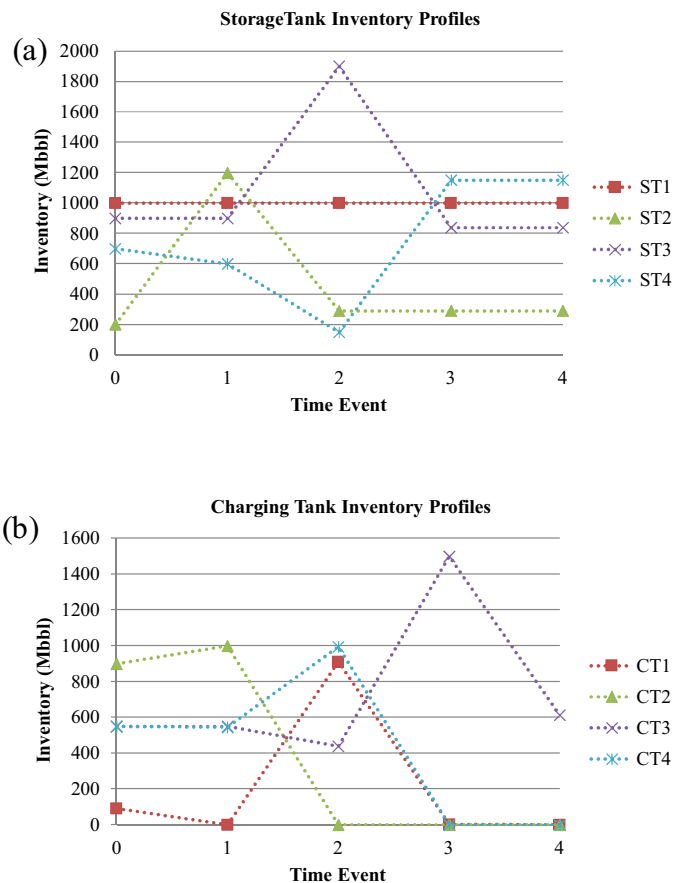 StorageTank Inventory Profiles
(a)
Inventory (Mbbl)
2000
1800
1600
1400
1200
1000
800
600
400
200
0
0 1 2 3 4
Time Event
ST1
ST2
ST3
ST4
Charging Tank Inventory Profiles
(b)
Inventory (Mbbl)
1600
1400
1200
1000
800
600
400
200
0
0 1 2 3 4
Time Event
CT1
CT2
CT3
CT4